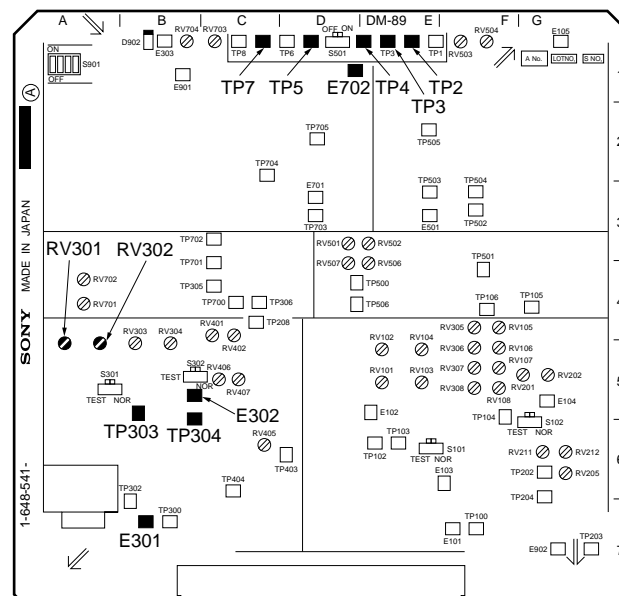 A B C D DM-89 E F G
RV704 RV703 OFF ON RV504 E105
D902 E303 TP8 TP6 S501 TP3 TP1 RV503
ON
S901
OFF
E901
A No. LOTNO. S NO.
TP7 TP5 TP4 TP2
E702 TP3
A
2
TP705 TP505
TP704
E701 TP503 TP504
TP703 E501 TP502
3
TP702 RV501 RV502
RV301 RV302
TP701 RV507 RV506 TP501
RV702 TP305 TP500
4
RV701 TP700 TP306 TP506 TP106 TP105
TP208
RV303 RV304 RV401 RV402
RV102 RV104 RV305 RV105
RV306 RV106
S302
TEST NOR
RV406
RV407
S301
TEST NOR
RV101 RV103 RV307 RV107 RV202
RV308 RV201
5
E302
TP303 TP304
E102 RV108 E104
TP104 S102
TEST NOR
RV405
TP403
TP102 TP103 S101
TEST NOR
RV211 RV212
6
TP302 TP404 E103 TP202 RV205
TP204
TP300
E301
E101 TP100
E902 TP203
7
SONY MADE IN JAPAN
1-648-541-